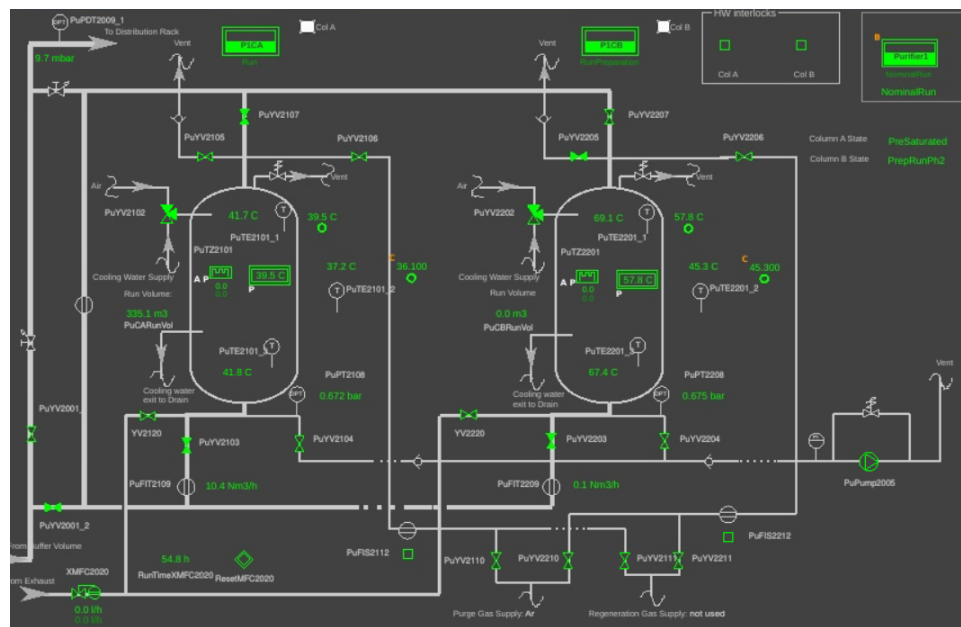 DPT PuPDT2009_1
To Distribution Rack
9.7 mbar
Vent
P1CA
Run
Col A
Vent
P1CB
RunPreparation
Col B
HW interlocks
Col A
Col B
B
Purifier1
NominalRun
NominalRun
PuYV2107
PuYV2207
PuYV2105
PuYV2106
PuYV2205
PuYV2206
Column A State
PreSaturated
Column B State
PrepRunPh2
Air
Vent
Air
Vent
PuYV2102
41.7 C
T
39.5 C
PuYV2202
69.1 C
T
57.8 C
PuTE2101_1
PuTE2201_1
PuTZ2101
PuTZ2201
Cooling Water Supply
A P
0.0
0.0
39.5 C
P
37.2 C
C
36.100
Cooling Water Supply
A P
0.0
0.0
57.8 C
P
45.3 C
C
45.300
Run Volume:
T
PuTE2101_2
Run Volume
T
PuTE2201_2
335.1 m3
0.0 m3
PuCARunVol
PuCBRunVol
PuTE2101_3
T
PuTE2201_3
T
41.8 C
67.4 C
Cooling water
exit to Drain
Cooling water
exit to Drain
PuPT2108
PuPT2208
DPT
0.672 bar
DPT
0.675 bar
Vent
PuYV2001_
YV2120
PuYV2103
PuYV2104
YV2220
PuYV2203
PuYV2204
PuPump2005
PuFIT2109
10.4 Nm3/h
PuFIT2209
0.1 Nm3/h
PuYV2001_2
From Buffer Volume
PuFIS2112
PuFIS2212
PuYV2110
PuYV2210
PuYV2111
PuYV2211
54.8 h
RunTimeXMFC2020
ResetMFC2020
XMFC2020
From Exhaust
0.0 l/h
0.0 l/h
Purge Gas Supply: Ar
Regeneration Gas Supply: not used